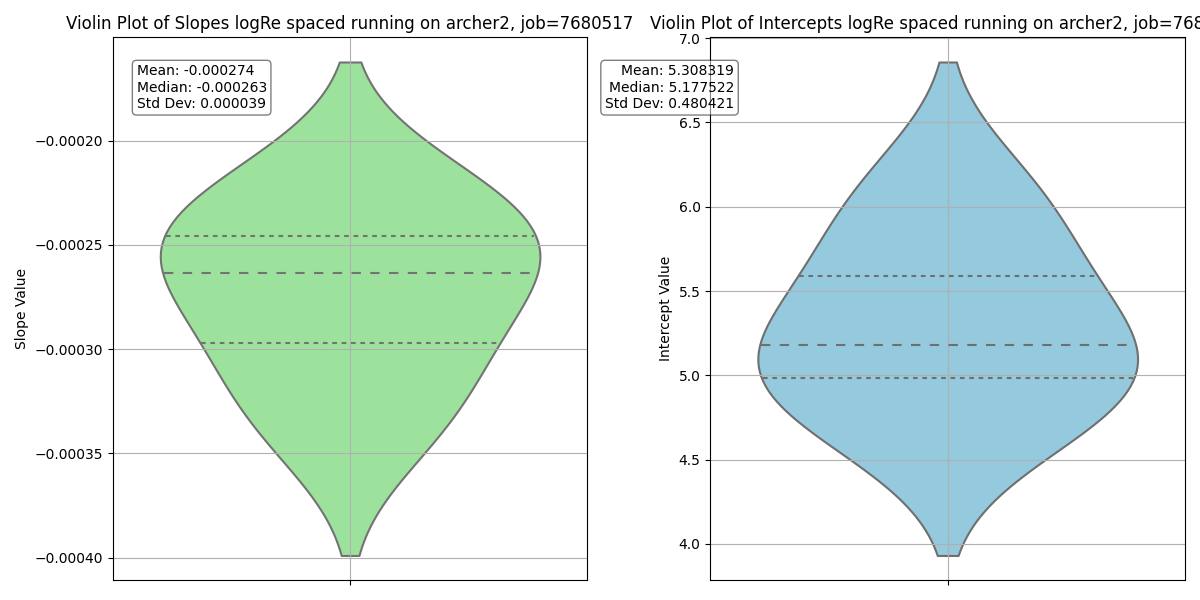 Violin Plot of Slopes logRe spaced running on archer2, job=7680517
Violin Plot of Intercepts logRe spaced running on archer2, job=768
Mean: -0.000274
Median: -0.000263
Std Dev: 0.000039
−0.00020
−0.00025
−0.00030
−0.00035
−0.00040
Slope Value
Mean: 5.308319
Median: 5.177522
Std Dev: 0.480421
7.0
6.5
6.0
5.5
5.0
4.5
4.0
Intercept Value